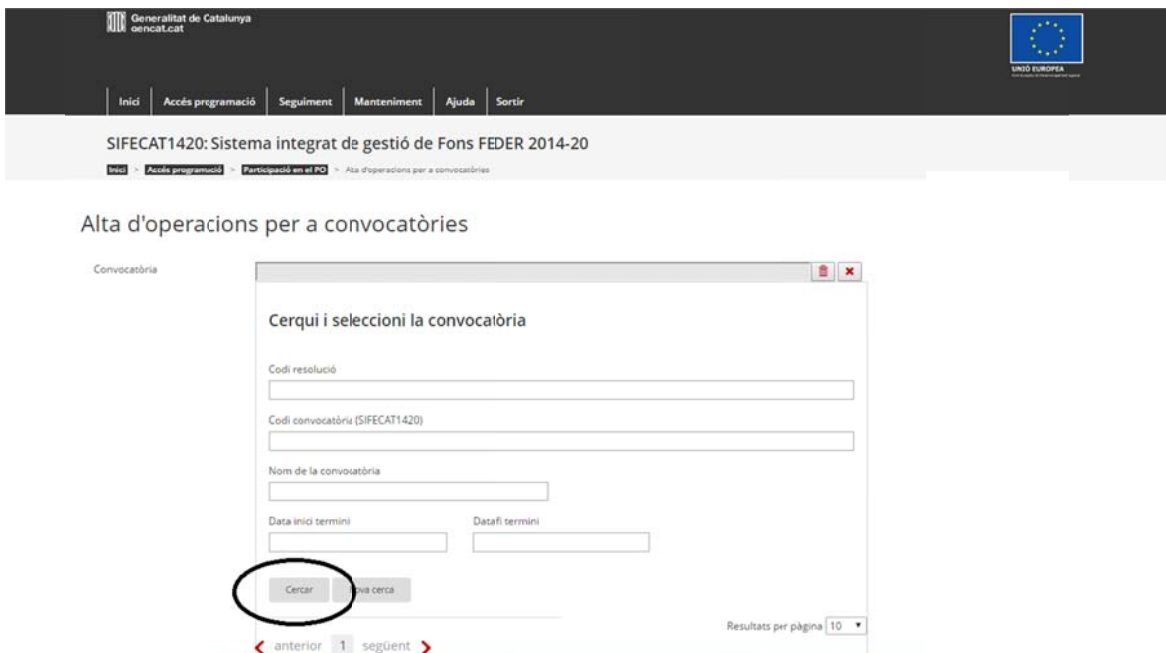 Generalitat de Catalunya
gencat.cat
UNIÓ EUROPEA
Inici Accés programació Seguiment Manteniment Ajuda Sortir
SIFECAT1420: Sistema integrat de gestió de Fons FEDER 2014-20
Inici > Accés programació > Participació en el PO > Alta d'operacions per a convocatòries
Alta d'operacions per a convocatòries
Convocatòria
Cerqui i seleccioni la convocatòria
Codi resolució
Codi convocatòria (SIFECAT1420)
Nom de la convocatòria
Data inici termini Data fi termini
Cercar Nova cerca
Resultats per pàgina 10
anterior 1 següent